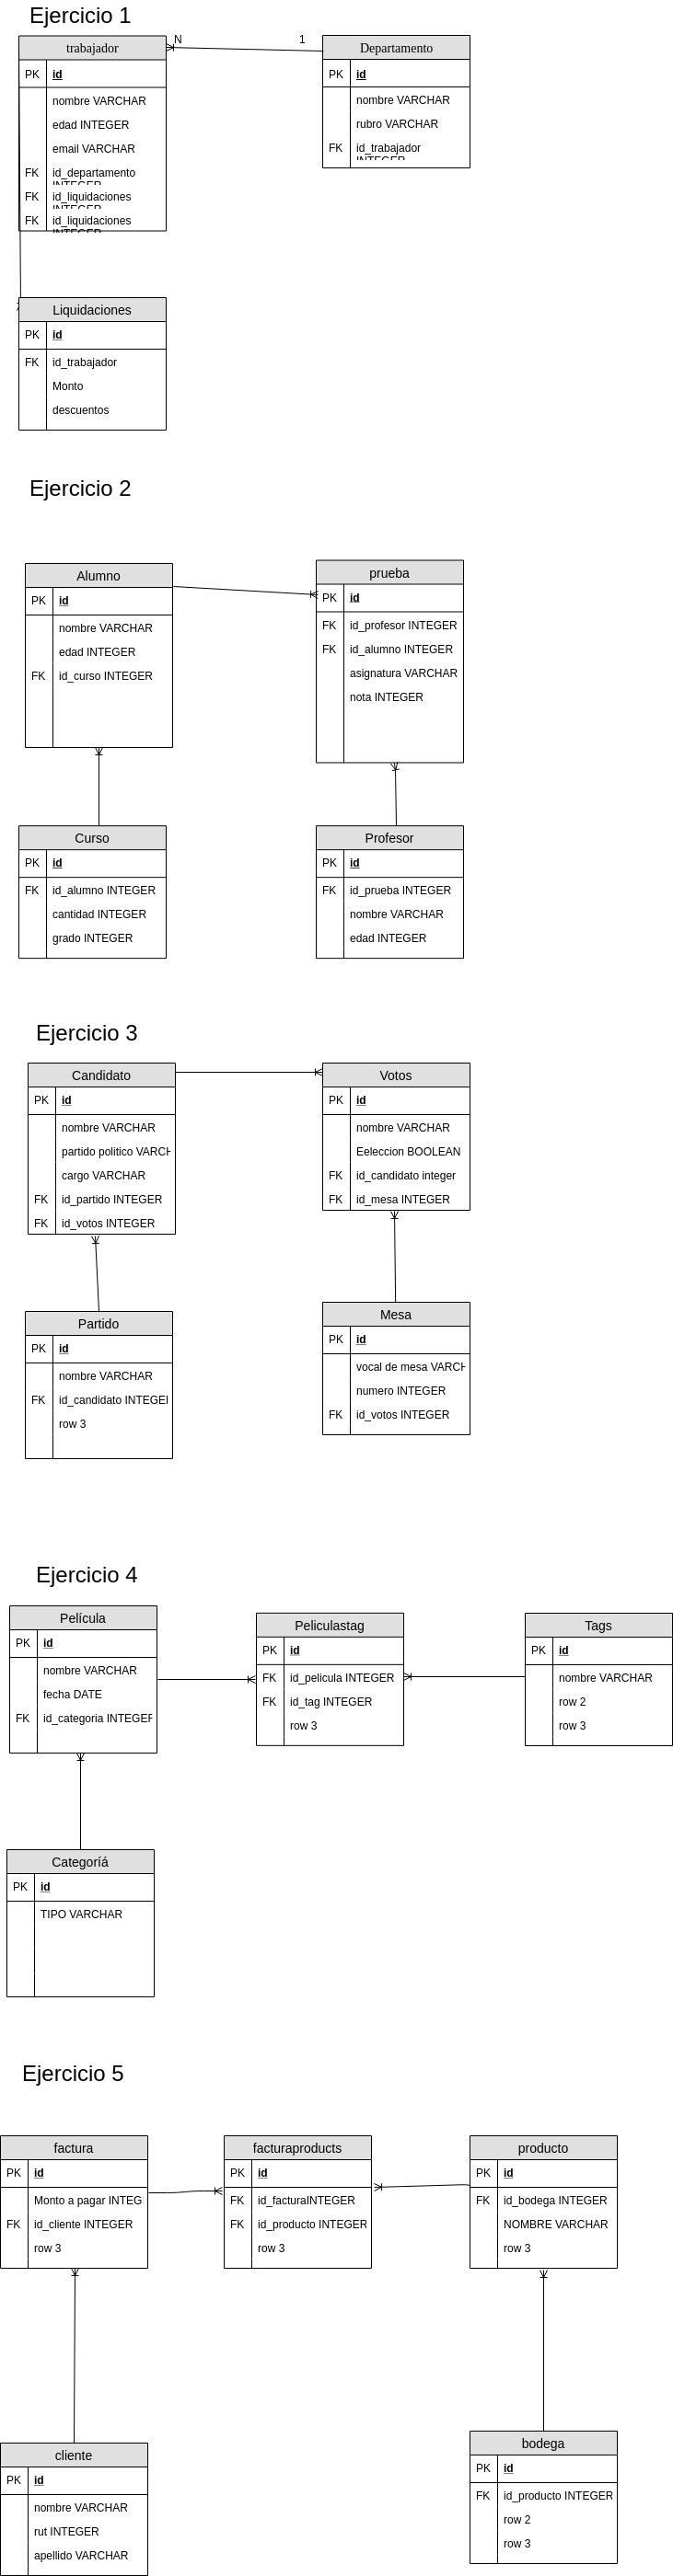 Ejercicio 1
trabajador
PK id
nombre VARCHAR
edad INTEGER
email VARCHAR
FK id_departamento
INTEGER
FK id_liquidaciones
INTEGER
FK id_liquidaciones
INTEGER
N 1
Departamento
PK id
nombre VARCHAR
rubro VARCHAR
FK id_trabajador
INTEGER
Liquidaciones
PK id
FK id_trabajador
Monto
descuentos
Ejercicio 2
Alumno
PK id
nombre VARCHAR
edad INTEGER
FK id_curso INTEGER
prueba
PK id
FK id_profesor INTEGER
FK id_alumno INTEGER
asignatura VARCHAR
nota INTEGER
Curso
PK id
FK id_alumno INTEGER
cantidad INTEGER
grado INTEGER
Profesor
PK id
FK id_prueba INTEGER
nombre VARCHAR
edad INTEGER
Ejercicio 3
Candidato
PK id
nombre VARCHAR
partido politico VARCH
cargo VARCHAR
FK id_partido INTEGER
FK id_votos INTEGER
Votos
PK id
nombre VARCHAR
Eeleccion BOOLEAN
FK id_candidato integer
FK id_mesa INTEGER
Partido
PK id
nombre VARCHAR
FK id_candidato INTEGER
row 3
Mesa
PK id
vocal de mesa VARCH
numero INTEGER
FK id_votos INTEGER
Ejercicio 4
Película
PK id
nombre VARCHAR
fecha DATE
FK id_categoria INTEGER
Peliculastag
PK id
FK id_pelicula INTEGER
FK id_tag INTEGER
row 3
Tags
PK id
nombre VARCHAR
row 2
row 3
Categoríá
PK id
TIPO VARCHAR
Ejercicio 5
factura
PK id
Monto a pagar INTEG
FK id_cliente INTEGER
row 3
facturaproducts
PK id
FK id_facturaINTEGER
FK id_producto INTEGER
row 3
producto
PK id
FK id_bodega INTEGER
NOMBRE VARCHAR
row 3
cliente
PK id
nombre VARCHAR
rut INTEGER
apellido VARCHAR
bodega
PK id
FK id_producto INTEGER
row 2
row 3